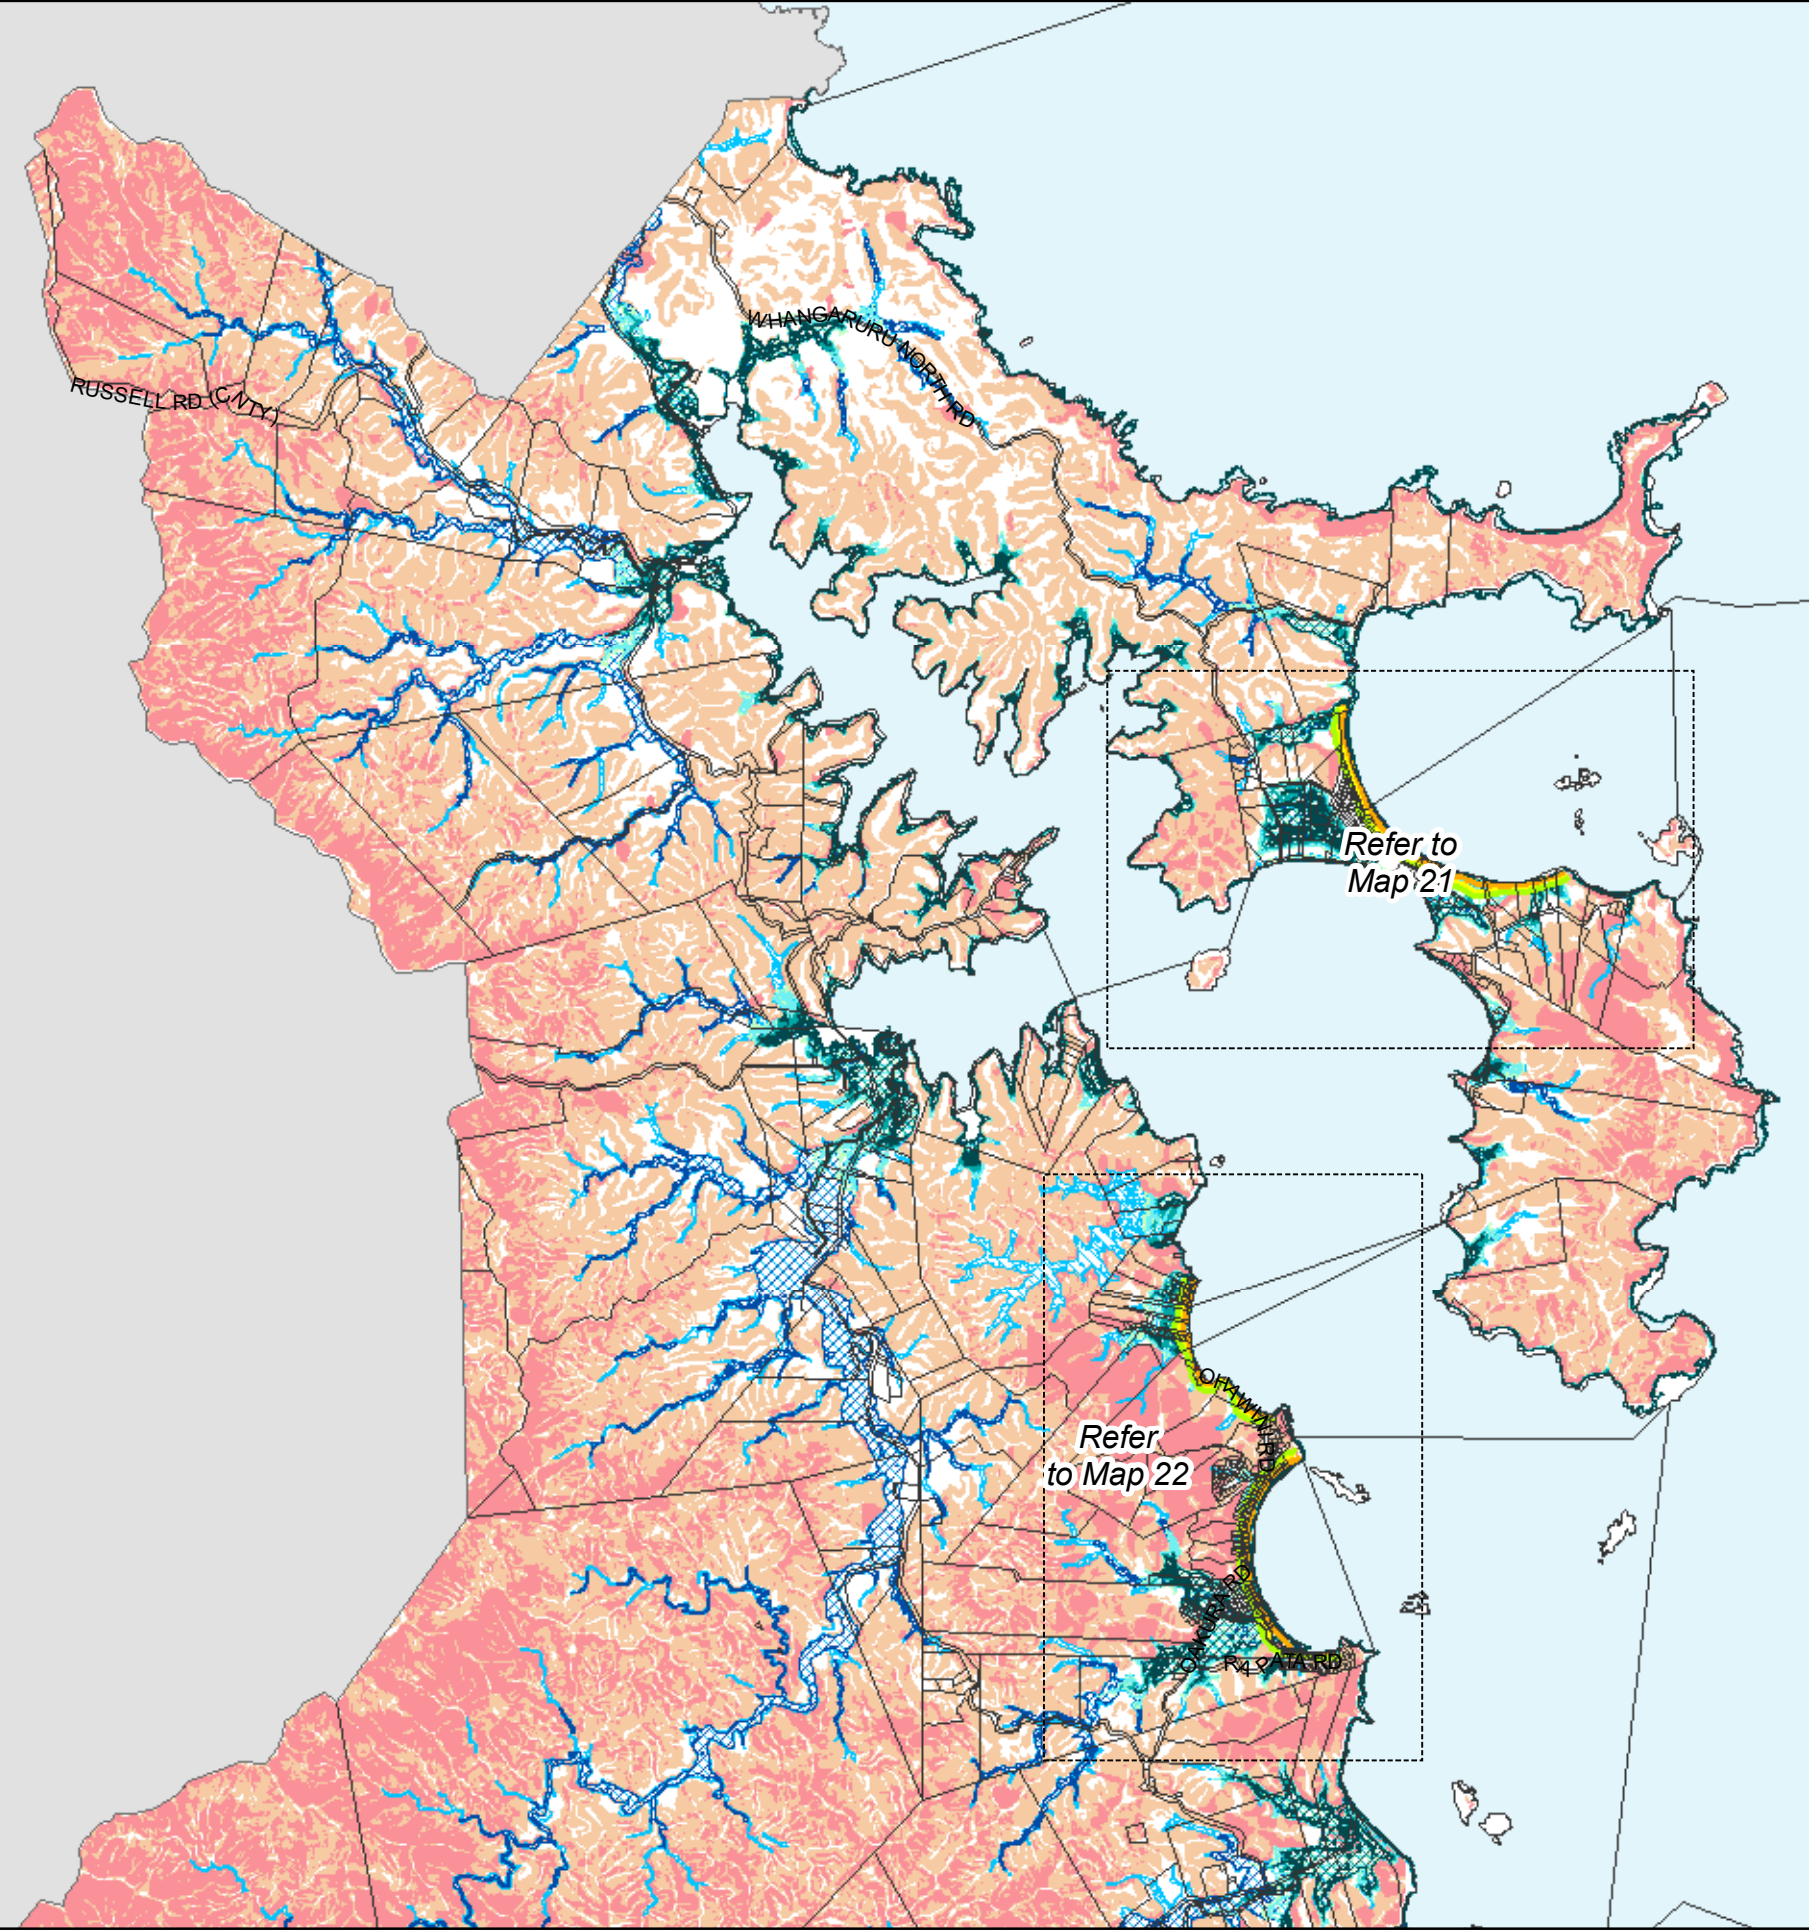 WHANGARURU NORTH RD
RUSSELL RD (CNTY)
Refer to
Map 21
OHAWINI RD
Refer
to Map 22
OAKURA RD
RAPATA RD